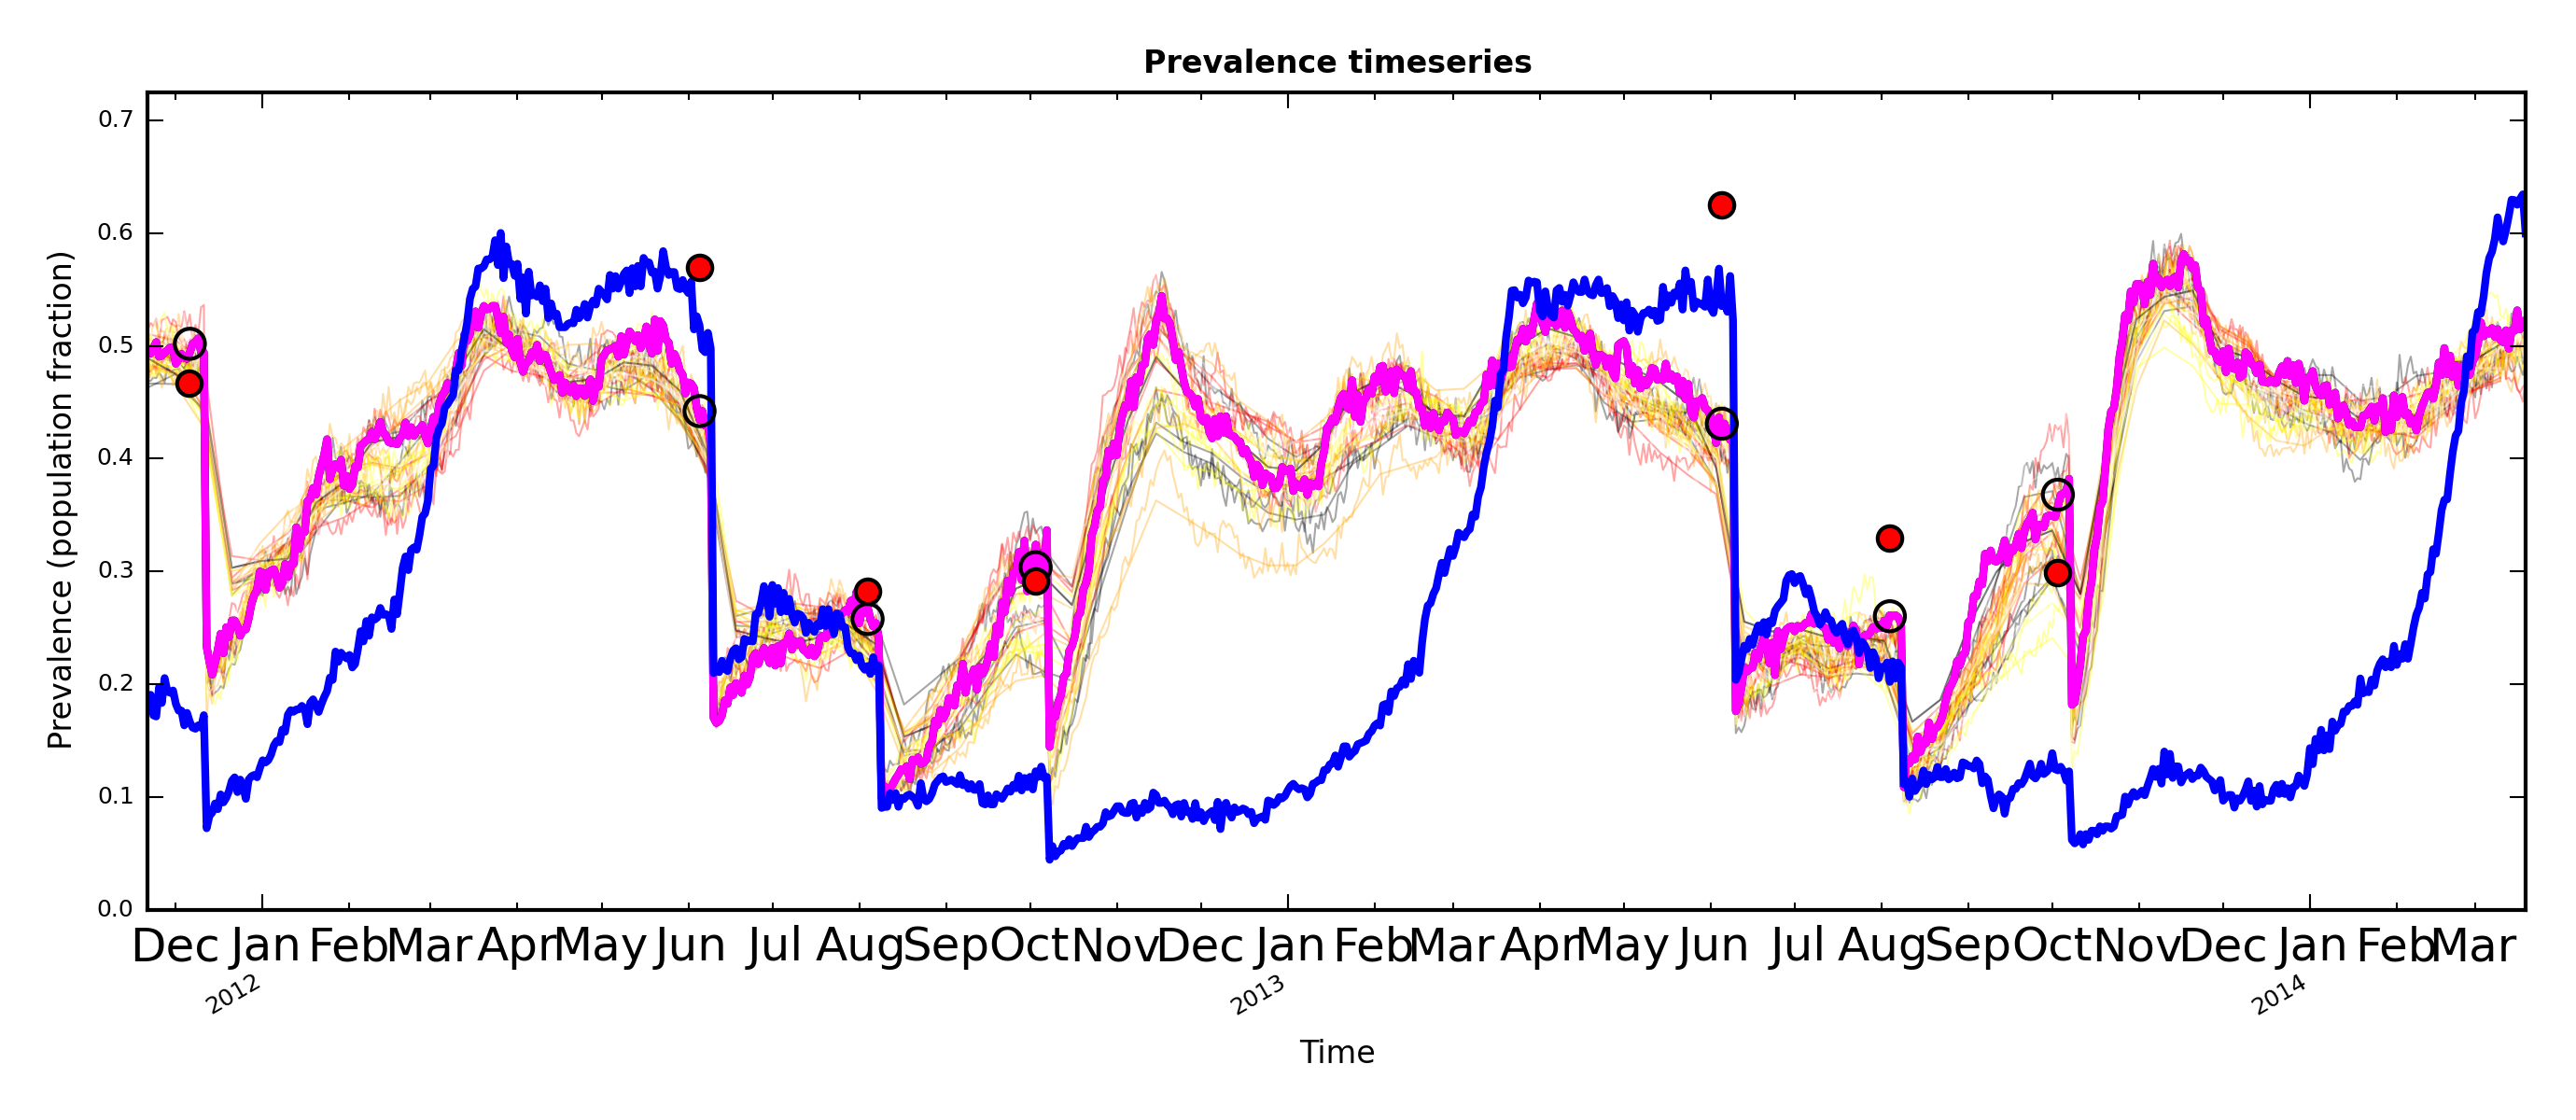 Prevalence timeseries
Prevalence (population fraction)
0.7
0.6
0.5
0.4
0.3
0.2
0.1
0.0
Dec Jan Feb Mar Apr May Jun Jul Aug Sep Oct Nov Dec Jan Feb Mar Apr May Jun Jul Aug Sep Oct Nov Dec Jan Feb Mar
2012 2013 2014
Time